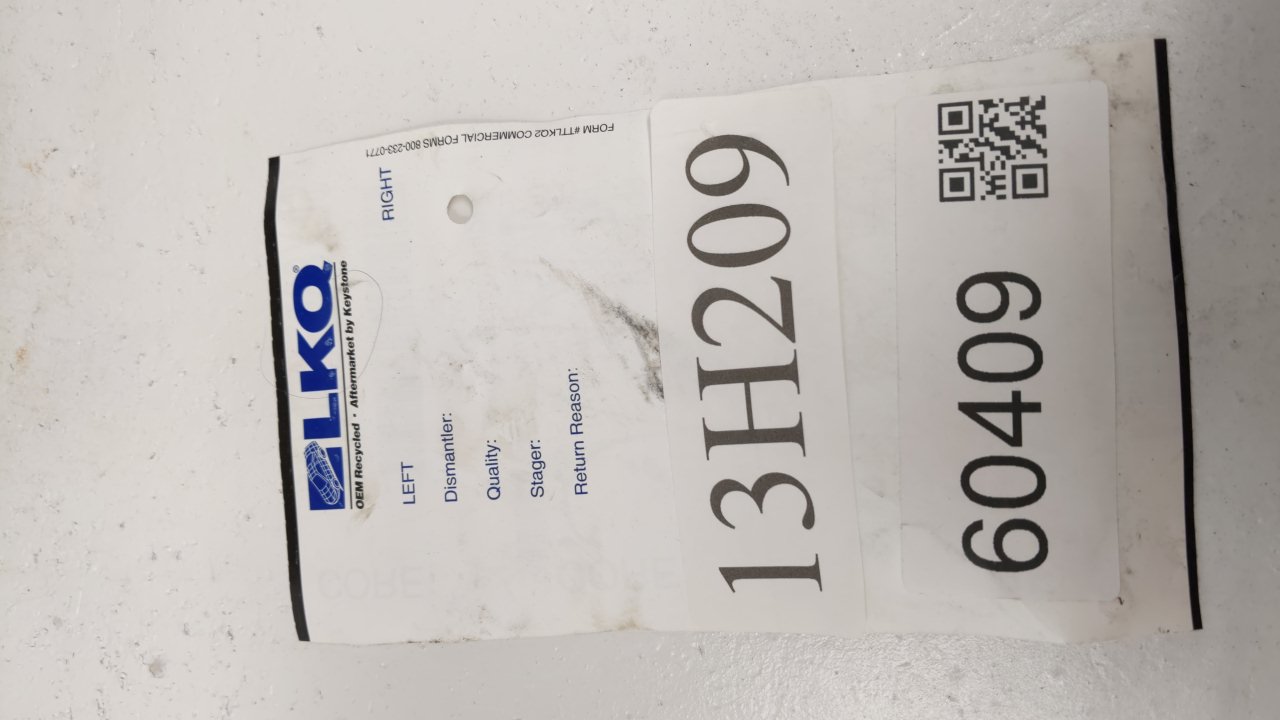 LKQ®
OEM Recycled • Aftermarket by Keystone
LEFT RIGHT
Dismantler:
Quality:
Stager:
Return Reason:
FORM #TTLKQ2 COMMERCIAL FORMS 800-233-0771
13H209
60409